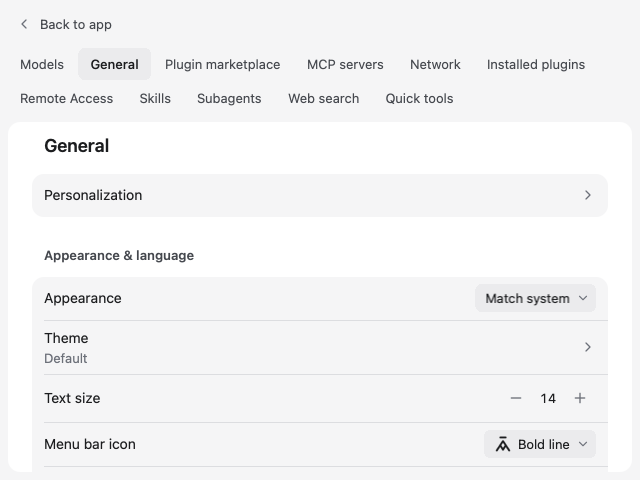 Back to app
Models General Plugin marketplace MCP servers Network Installed plugins
Remote Access Skills Subagents Web search Quick tools
General
Personalization
Appearance & language
Appearance Match system
Theme
Default
Text size 14
Menu bar icon Bold line